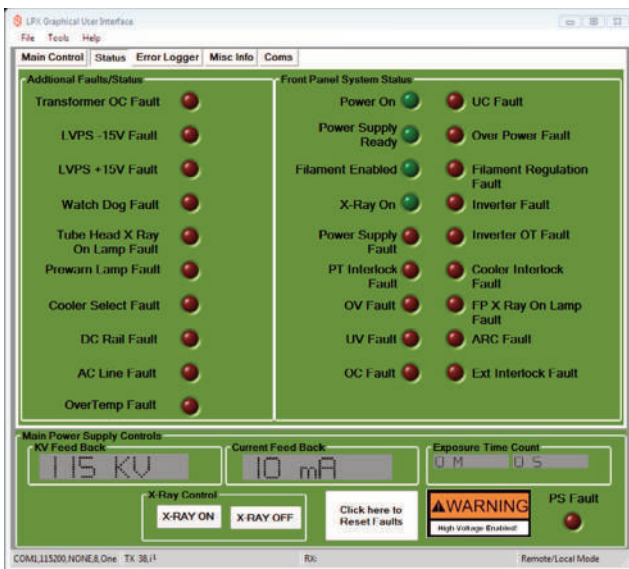 LPX Graphical User Interface
File Tools Help
Main Control Status Error Logger Misc Info Coms
Addtional Faults/Status
Transformer OC Fault
LVPS -15V Fault
LVPS +15V Fault
Watch Dog Fault
Tube Head X Ray
On Lamp Fault
Prewarn Lamp Fault
Cooler Select Fault
DC Rail Fault
AC Line Fault
OverTemp Fault
Front Panel System Status
Power On
Power Supply
Ready
Filament Enabled
X-Ray On
Power Supply
Fault
PT Interlock
Fault
OV Fault
UV Fault
OC Fault
UC Fault
Over Power Fault
Filament Regulation
Fault
Inverter Fault
Inverter OT Fault
Cooler Interlock
Fault
FP X Ray On Lamp
Fault
ARC Fault
Ext Interlock Fault
Main Power Supply Controls
KV Feed Back
115 KV
Current Feed Back
10 mA
Exposure Time Count
0 M 0 S
X-Ray Control
X-RAY ON X-RAY OFF
Click here to
Reset Faults
WARNING
High Voltage Enabled!
PS Fault
COM1,115200,NONE,8,One TX 38,i1 RX: Remote/Local Mode